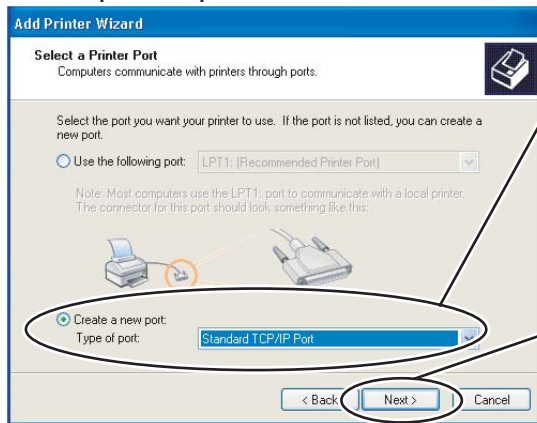 Add Printer Wizard
Select a Printer Port
Computers communicate with printers through ports.
Select the port you want your printer to use. If the port is not listed, you can create a
new port.
Use the following port: LPT1: (Recommended Printer Port)
Note: Most computers use the LPT1: port to communicate with a local printer.
The connector for this port should look something like this:
Create a new port:
Type of port: Standard TCP/IP Port
< Back Next > Cancel